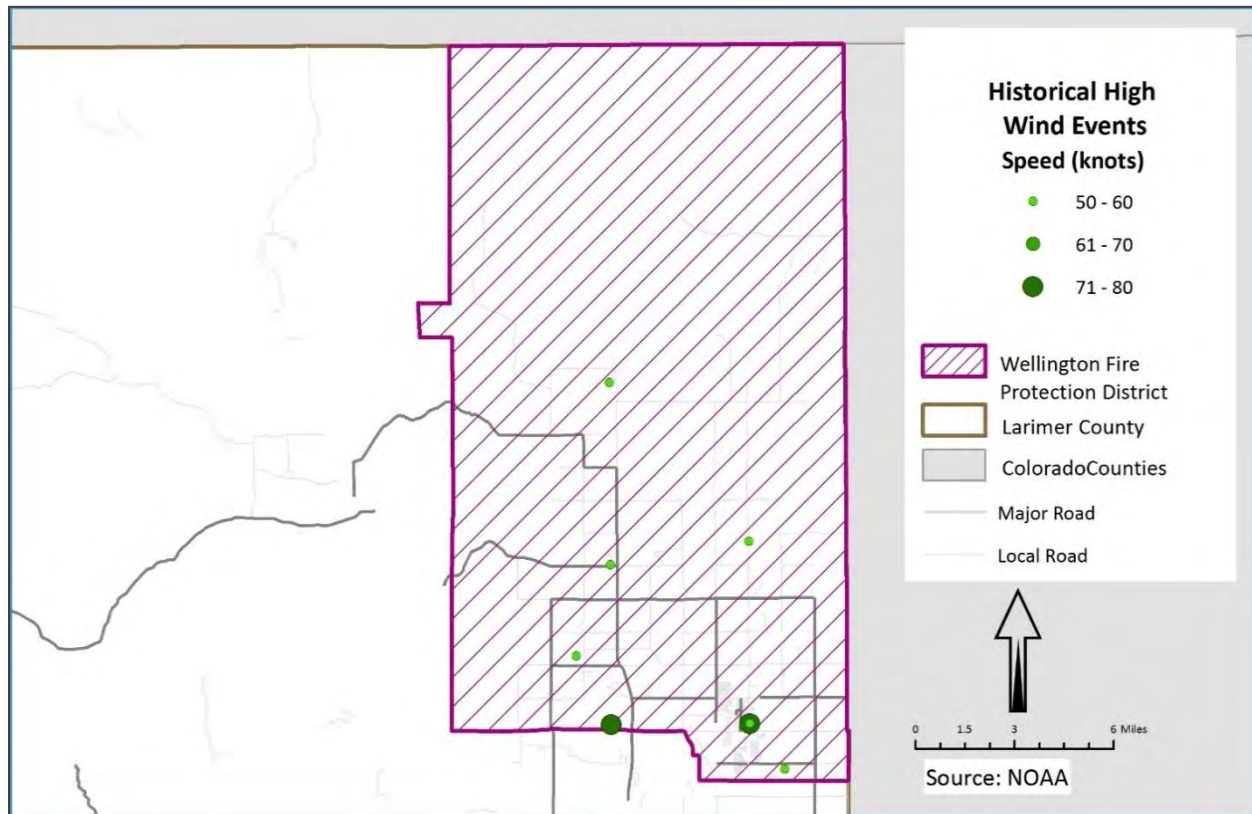 Historical High
Wind Events
Speed (knots)
50 - 60
61 - 70
71 - 80
Wellington Fire
Protection District
Larimer County
ColoradoCounties
Major Road
Local Road
0 1.5 3 6 Miles
Source: NOAA